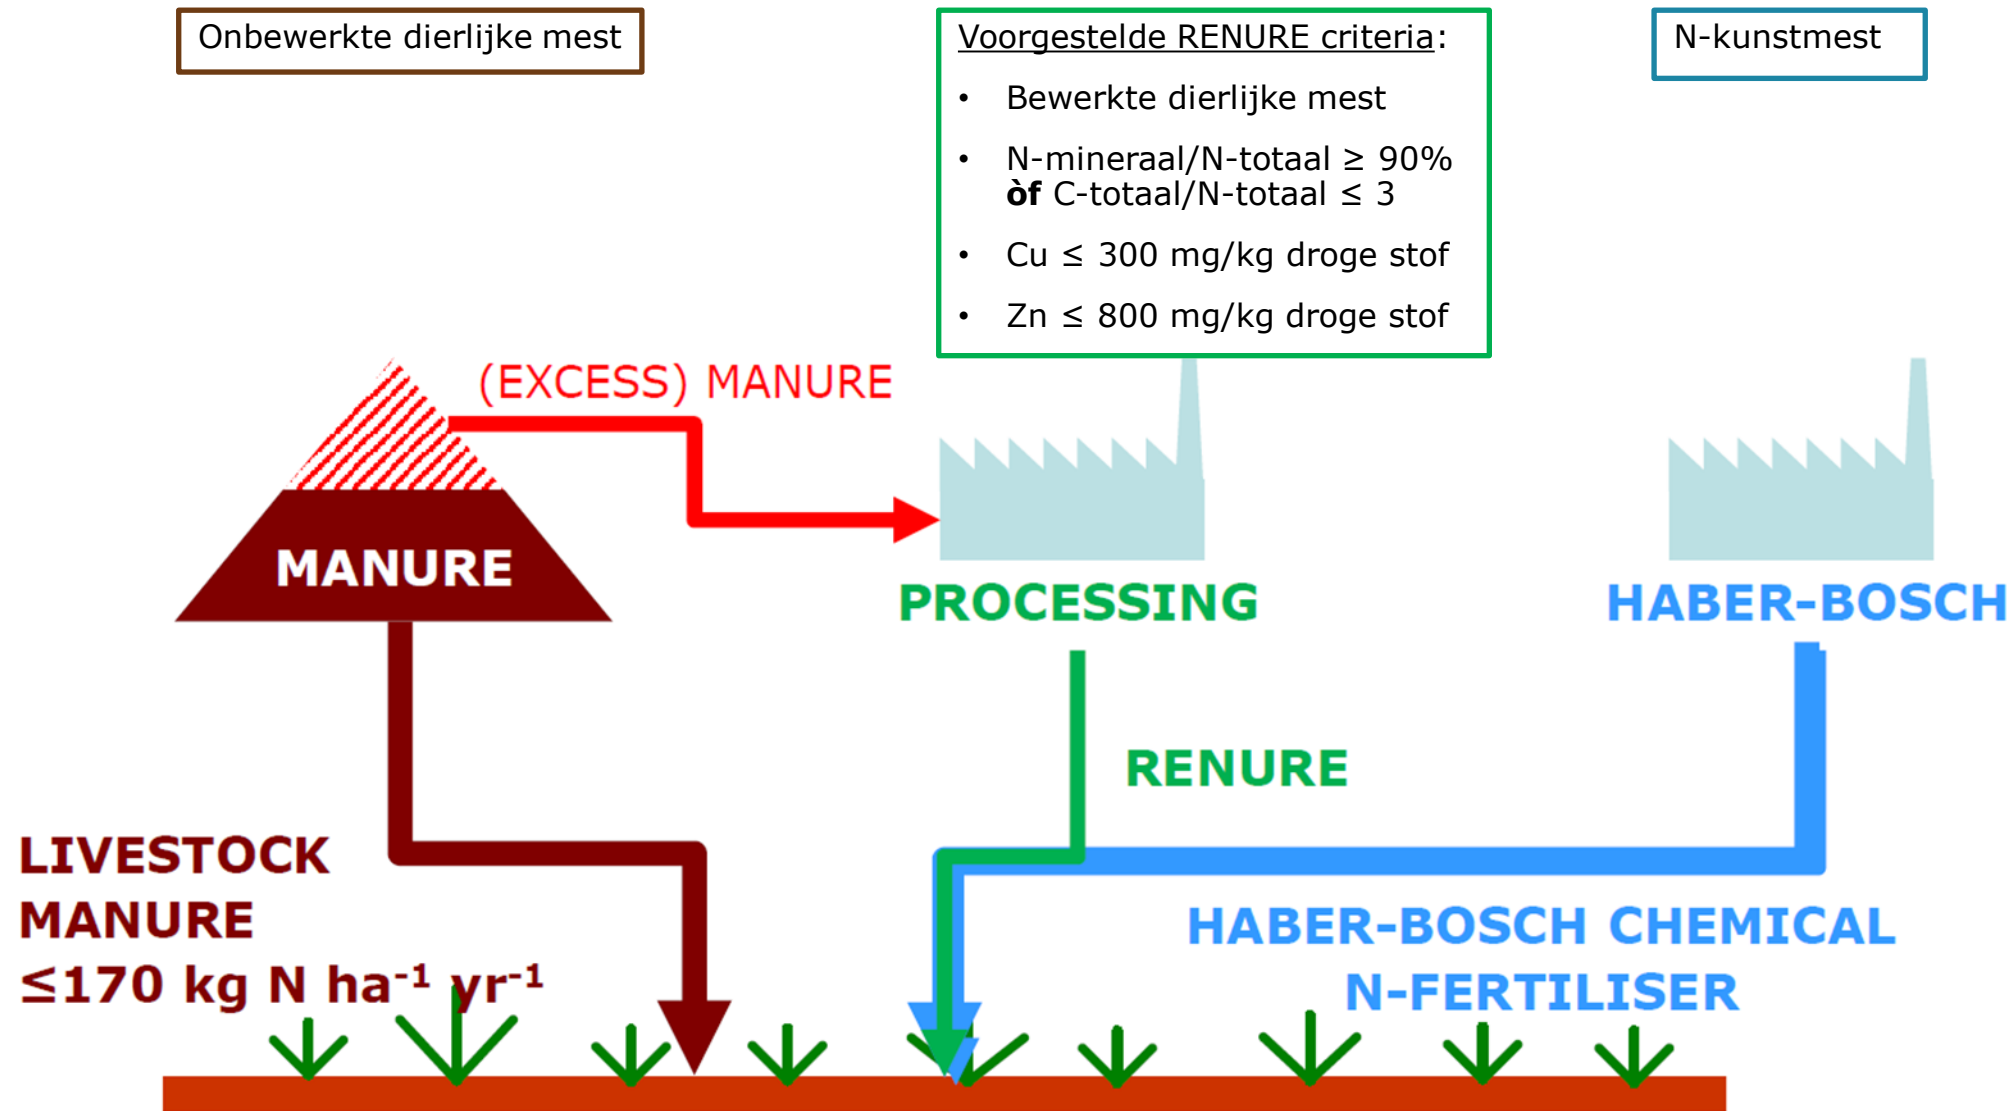 Onbewerkte dierlijke mest
Voorgestelde RENURE criteria:
• Bewerkte dierlijke mest
• N-mineraal/N-totaal ≥ 90%
òf C-totaal/N-totaal ≤ 3
• Cu ≤ 300 mg/kg droge stof
• Zn ≤ 800 mg/kg droge stof
N-kunstmest
(EXCESS) MANURE
MANURE
PROCESSING
HABER-BOSCH
RENURE
LIVESTOCK
MANURE
≤170 kg N ha⁻¹ yr⁻¹
HABER-BOSCH CHEMICAL
N-FERTILISER